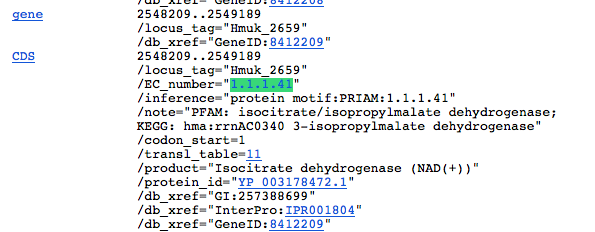 /db_xref="GeneID:8412208"
gene 2548209..2549189
/locus_tag="Hmuk_2659"
/db_xref="GeneID:8412209"
CDS 2548209..2549189
/locus_tag="Hmuk_2659"
/EC_number="1.1.1.41"
/inference="protein motif:PRIAM:1.1.1.41"
/note="PFAM: isocitrate/isopropylmalate dehydrogenase;
KEGG: hma:rrnAC0340 3-isopropylmalate dehydrogenase"
/codon_start=1
/transl_table=11
/product="Isocitrate dehydrogenase (NAD(+))"
/protein_id="YP_003178472.1"
/db_xref="GI:257388699"
/db_xref="InterPro:IPR001804"
/db_xref="GeneID:8412209"